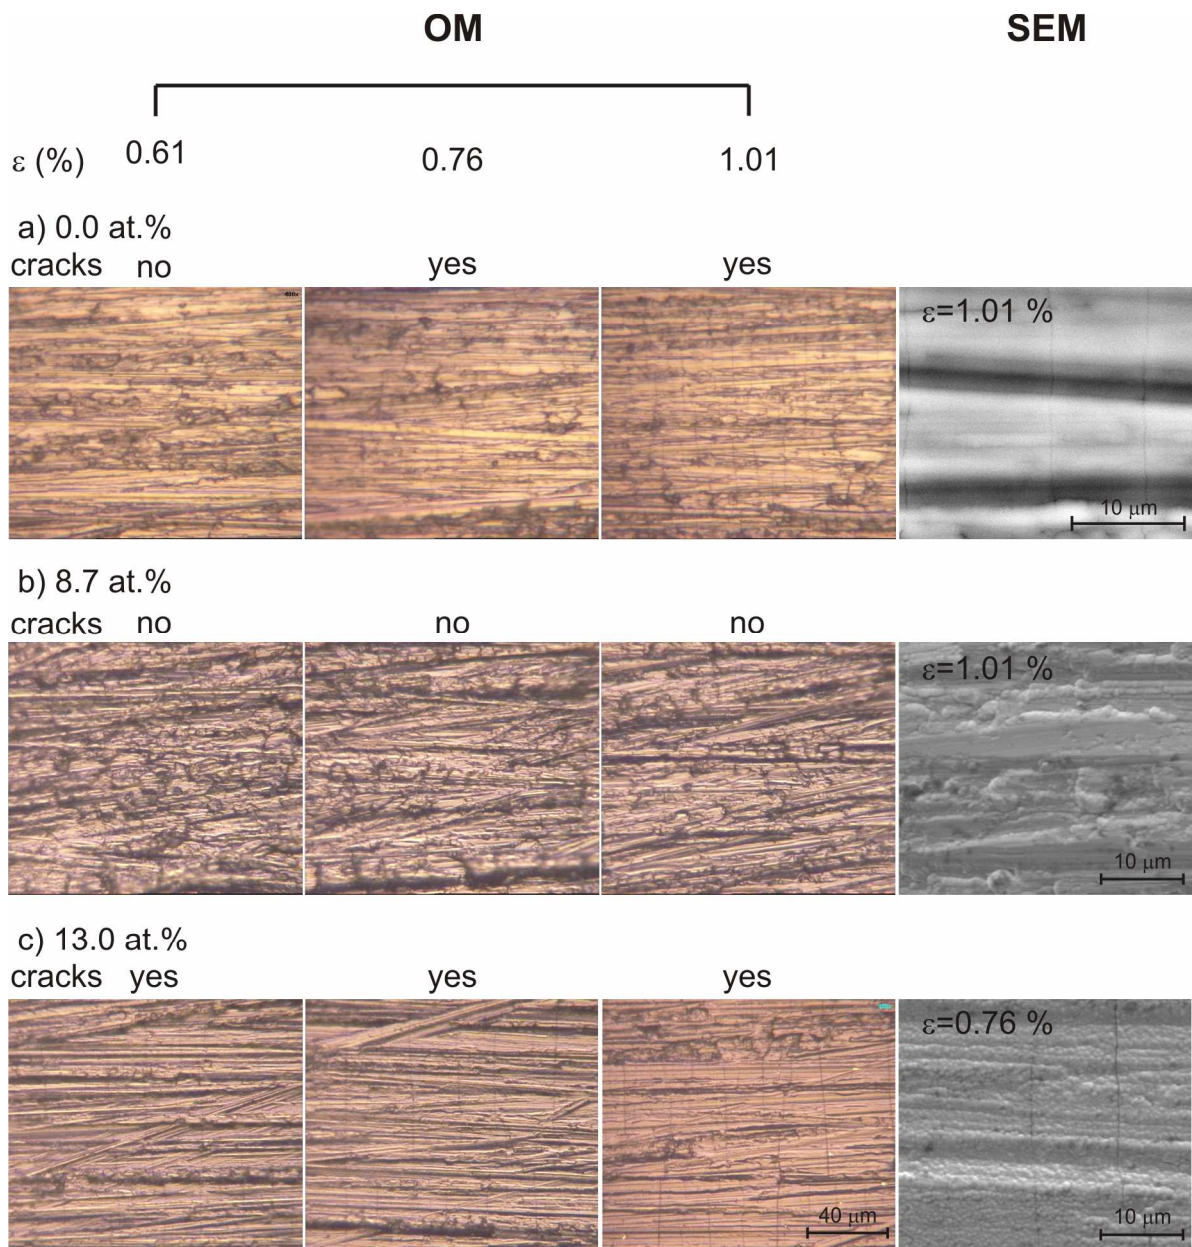 OM SEM
ε (%) 0.61 0.76 1.01
a) 0.0 at.%
cracks no yes yes
ε=1.01 %
10 μm
b) 8.7 at.%
cracks no no no
ε=1.01 %
10 μm
c) 13.0 at.%
cracks yes yes yes
ε=0.76 %
40 μm 10 μm